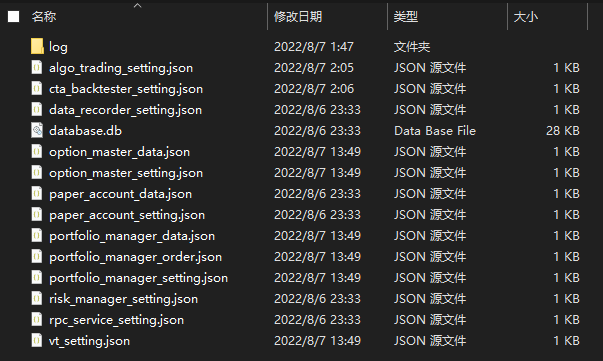 名称 修改日期 类型 大小
log 2022/8/7 1:47 文件夹
algo_trading_setting.json 2022/8/7 2:05 JSON 源文件 1 KB
cta_backtester_setting.json 2022/8/7 2:06 JSON 源文件 1 KB
data_recorder_setting.json 2022/8/6 23:33 JSON 源文件 1 KB
database.db 2022/8/6 23:33 Data Base File 28 KB
option_master_data.json 2022/8/7 13:49 JSON 源文件 1 KB
option_master_setting.json 2022/8/7 13:49 JSON 源文件 1 KB
paper_account_data.json 2022/8/6 23:33 JSON 源文件 1 KB
paper_account_setting.json 2022/8/6 23:33 JSON 源文件 1 KB
portfolio_manager_data.json 2022/8/7 13:49 JSON 源文件 1 KB
portfolio_manager_order.json 2022/8/7 13:49 JSON 源文件 1 KB
portfolio_manager_setting.json 2022/8/7 13:49 JSON 源文件 1 KB
risk_manager_setting.json 2022/8/6 23:33 JSON 源文件 1 KB
rpc_service_setting.json 2022/8/6 23:33 JSON 源文件 1 KB
vt_setting.json 2022/8/7 13:49 JSON 源文件 1 KB